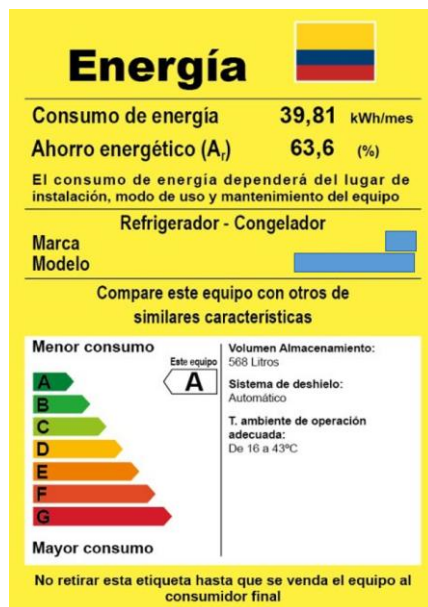 Energía
Consumo de energía 39,81 kWh/mes
Ahorro energético (Ar) 63,6 (%)
El consumo de energía dependerá del lugar de
instalación, modo de uso y mantenimiento del equipo
Refrigerador - Congelador
Marca
Modelo
Compare este equipo con otros de
similares características
Menor consumo
Este equipo
A
A
B
C
D
E
F
G
Mayor consumo
Volumen Almacenamiento:
568 Litros
Sistema de deshielo:
Automático
T. ambiente de operación
adecuada:
De 16 a 43ºC
No retirar esta etiqueta hasta que se venda el equipo al
consumidor final